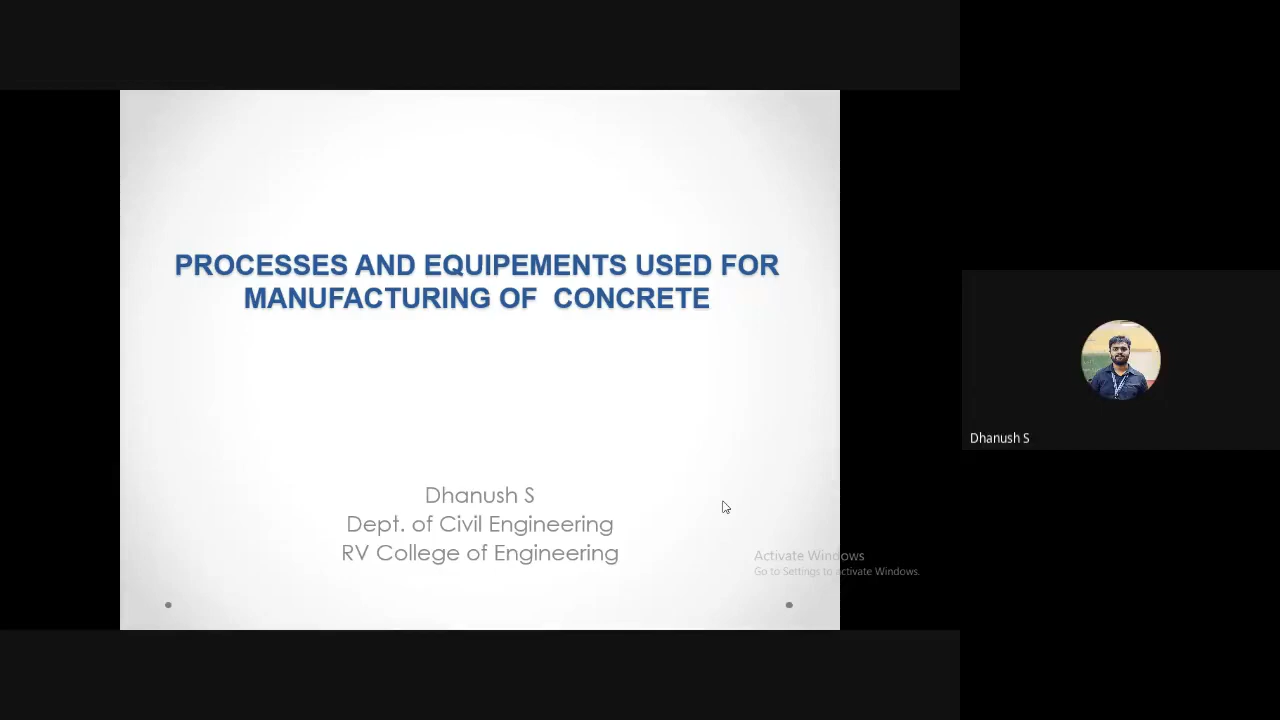 PROCESSES AND EQUIPEMENTS USED FOR
MANUFACTURING OF  CONCRETE
Dhanush S
Dept. of Civil Engineering
RV College of Engineering
Activate Windows
Go to Settings to activate Windows.
Dhanush S